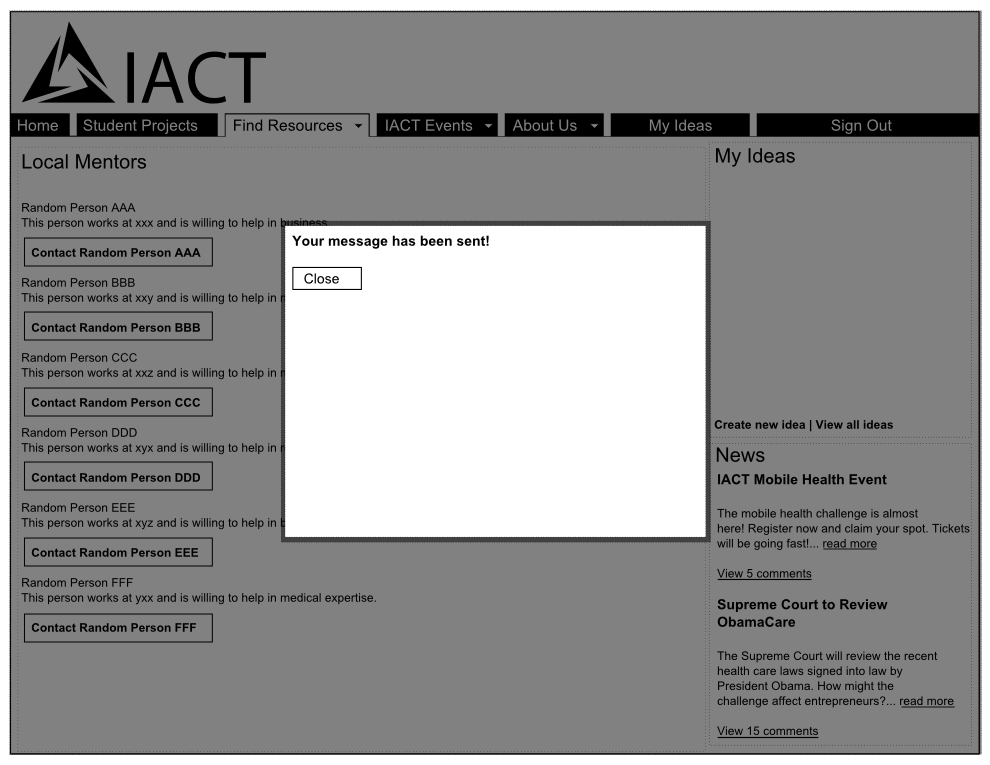 IACT
Home
Student Projects
Find Resources
IACT Events
About Us
My Ideas
Sign Out
Local Mentors
Random Person AAA
This person works at xxx and is willing to help in business
Contact Random Person AAA
Random Person BBB
This person works at xxy and is willing to help in
Contact Random Person BBB
Random Person CCC
This person works at xxz and is willing to help in
Contact Random Person CCC
Random Person DDD
This person works at xyx and is willing to help in
Contact Random Person DDD
Random Person EEE
This person works at xyz and is willing to help in
Contact Random Person EEE
Random Person FFF
This person works at yxx and is willing to help in medical expertise.
Contact Random Person FFF
Your message has been sent!
Close
My Ideas
Create new idea | View all ideas
News
IACT Mobile Health Event
The mobile health challenge is almost
here! Register now and claim your spot. Tickets
will be going fast!... read more
View 5 comments
Supreme Court to Review
ObamaCare
The Supreme Court will review the recent
health care laws signed into law by
President Obama. How might the
challenge affect entrepreneurs?... read more
View 15 comments